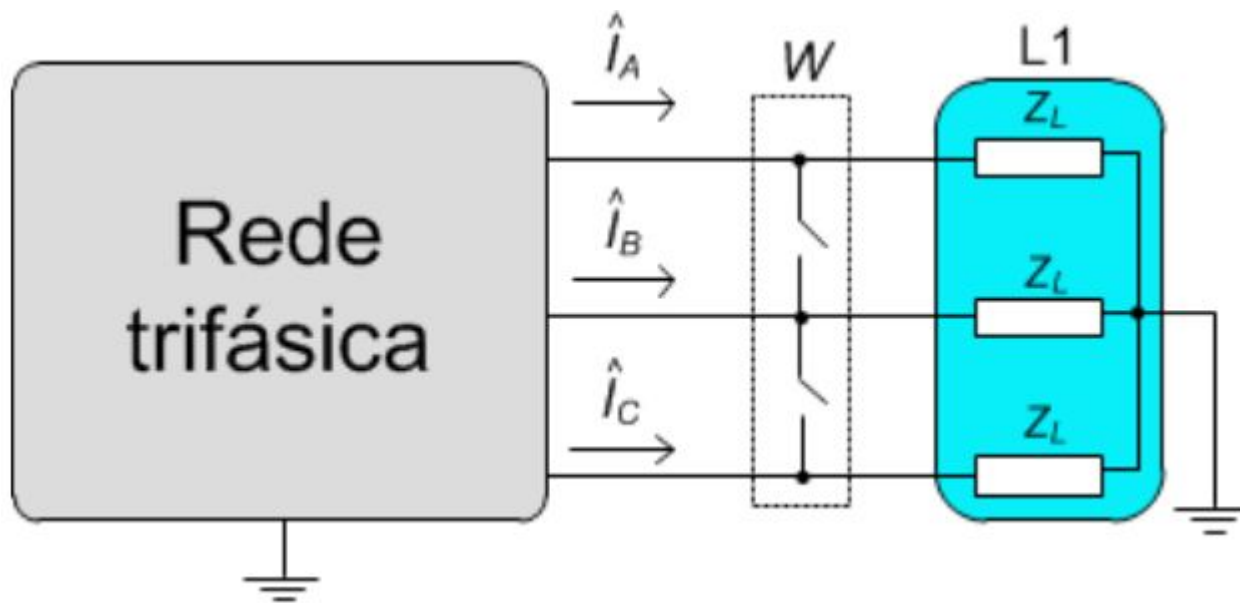 Î_A
W
L1
Z_L
Rede
trifásica
Î_B
Z_L
Î_C
Z_L